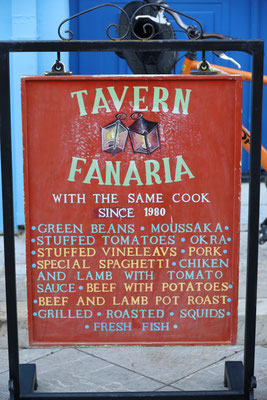 TAVERN
FANARIA
WITH THE SAME COOK
SINCE 1980
• GREEN BEANS • MOUSSAKA •
STUFFED TOMATOES • OKRA •
STUFFED VINELEAVS • PORK •
• SPECIAL SPAGHETTI • CHIKEN
AND LAMB WITH TOMATO
SAUCE • BEEF WITH POTATOES •
• BEEF AND LAMB POT ROAST •
• GRILLED • ROASTED • SQUIDS •
• FRESH FISH •